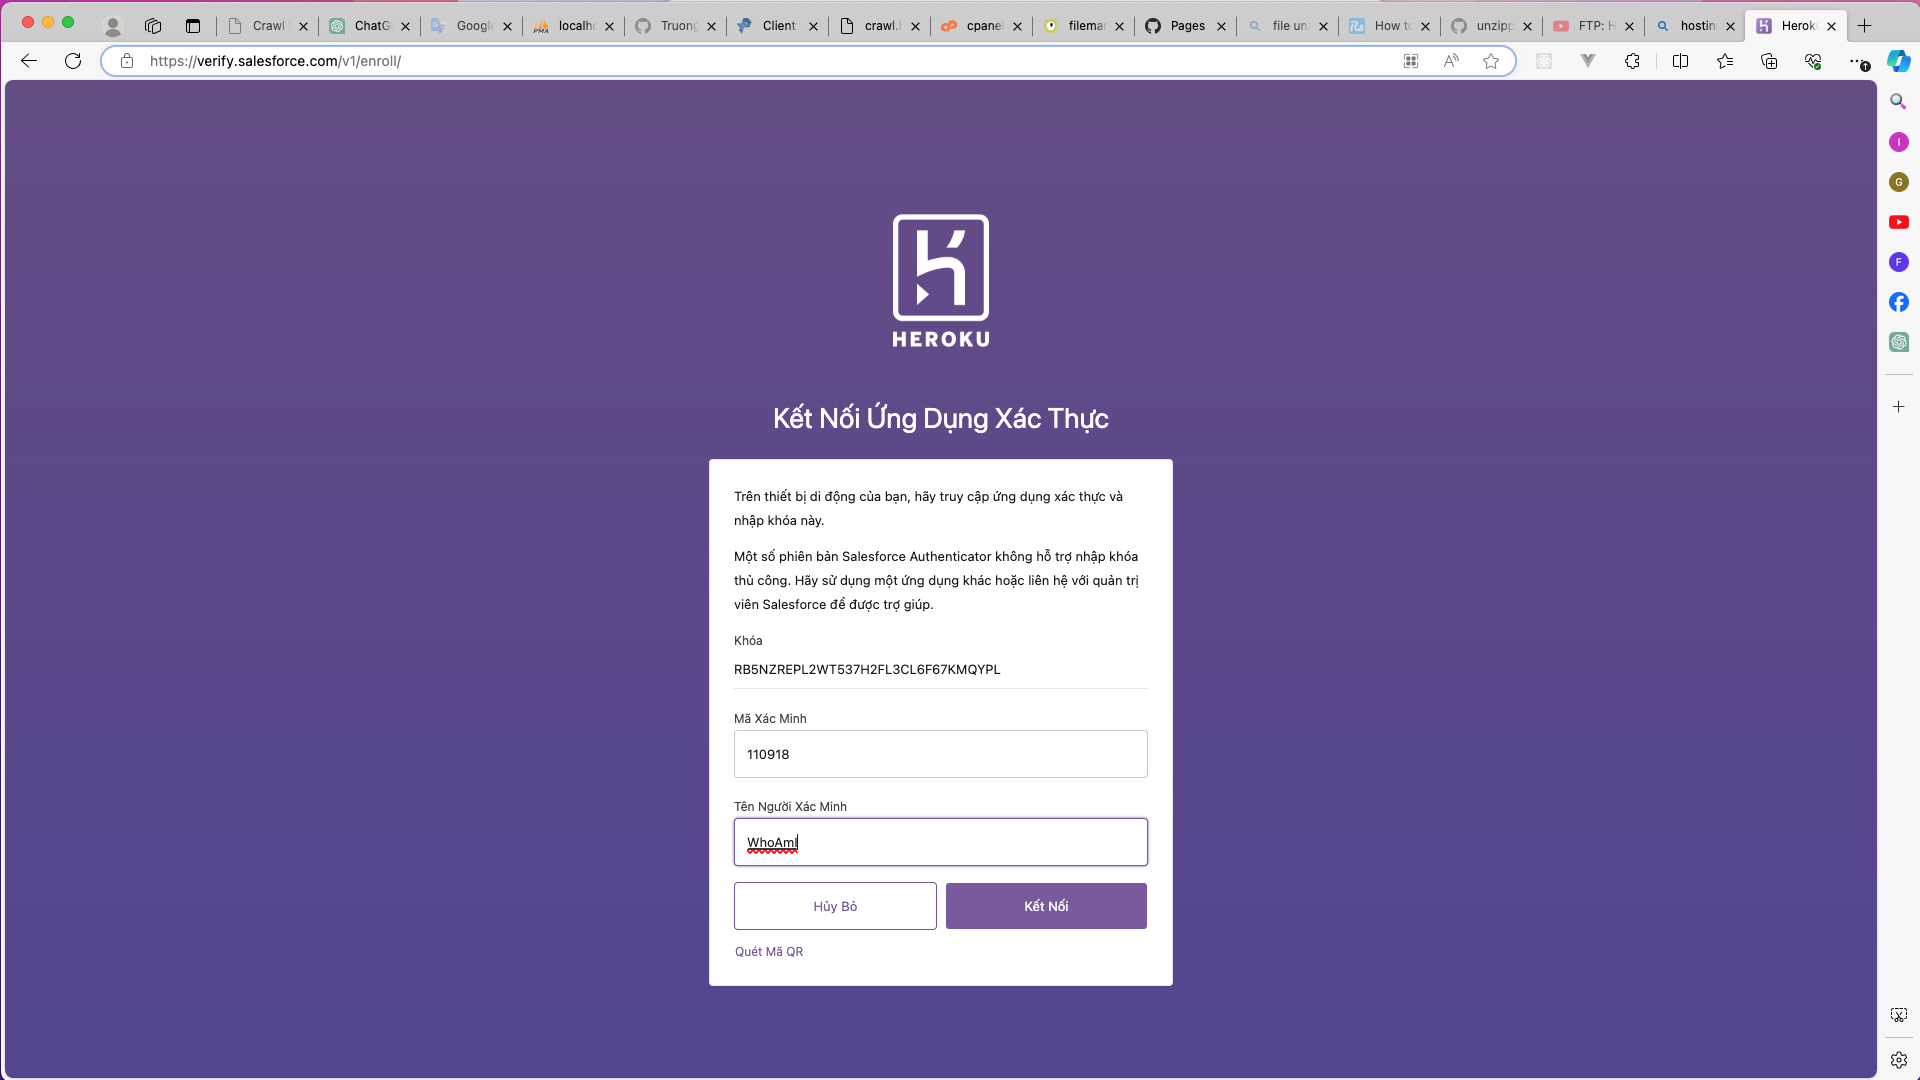 Crawl
ChatG
Google
localho
Truong
Client
crawl.l
cpane
filemar
Pages
file un
How to
unzipp
FTP: H
hostin
Herok
https://verify.salesforce.com/v1/enroll/
HEROKU
Kết Nối Ứng Dụng Xác Thực
Trên thiết bị di động của bạn, hãy truy cập ứng dụng xác thực và
nhập khóa này.
Một số phiên bản Salesforce Authenticator không hỗ trợ nhập khóa
thủ công. Hãy sử dụng một ứng dụng khác hoặc liên hệ với quản trị
viên Salesforce để được trợ giúp.
Khóa
RB5NZREPL2WT537H2FL3CL6F67KMQYPL
Mã Xác Minh
110918
Tên Người Xác Minh
WhoAmI
Hủy Bỏ
Kết Nối
Quét Mã QR